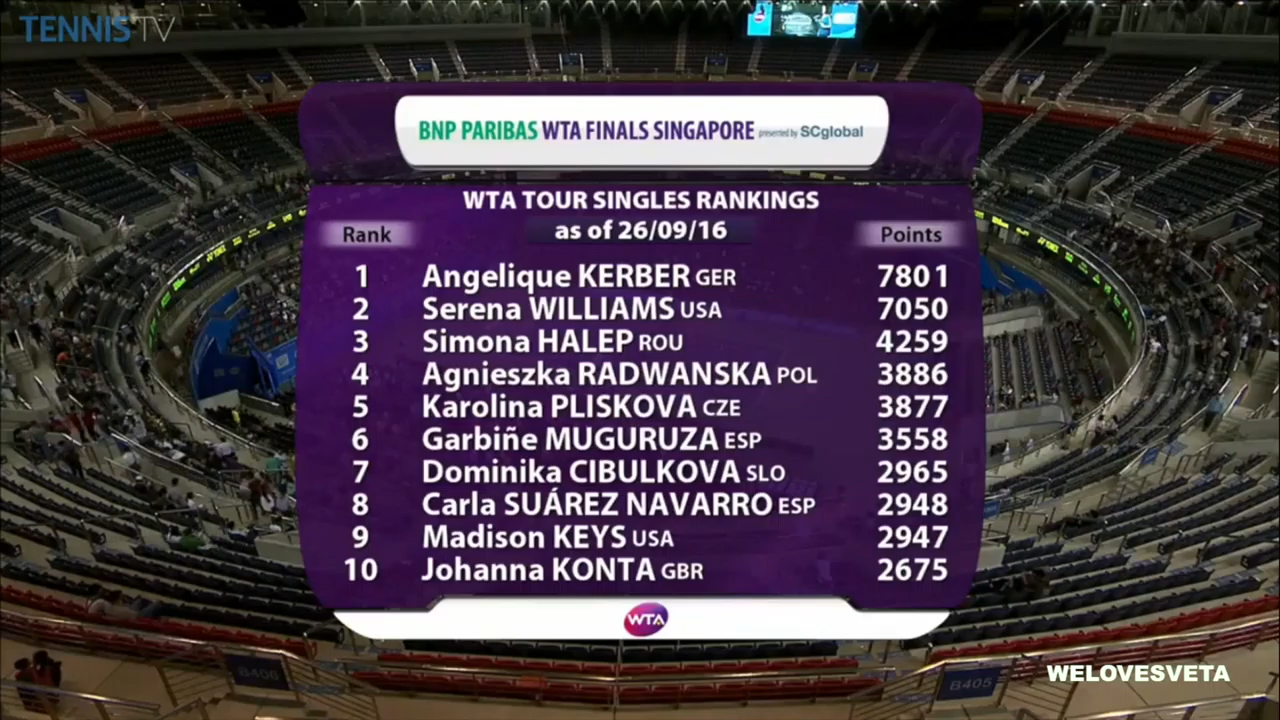 TENNISTV
BNP PARIBAS WTA FINALS SINGAPORE presented by SCglobal
WTA TOUR SINGLES RANKINGS
Rank as of 26/09/16 Points
1 Angelique KERBER GER 7801
2 Serena WILLIAMS USA 7050
3 Simona HALEP ROU 4259
4 Agnieszka RADWANSKA POL 3886
5 Karolina PLISKOVA CZE 3877
6 Garbiñe MUGURUZA ESP 3558
7 Dominika CIBULKOVA SLO 2965
8 Carla SUÁREZ NAVARRO ESP 2948
9 Madison KEYS USA 2947
10 Johanna KONTA GBR 2675
WTA
B406 B405
WELOVESVETA